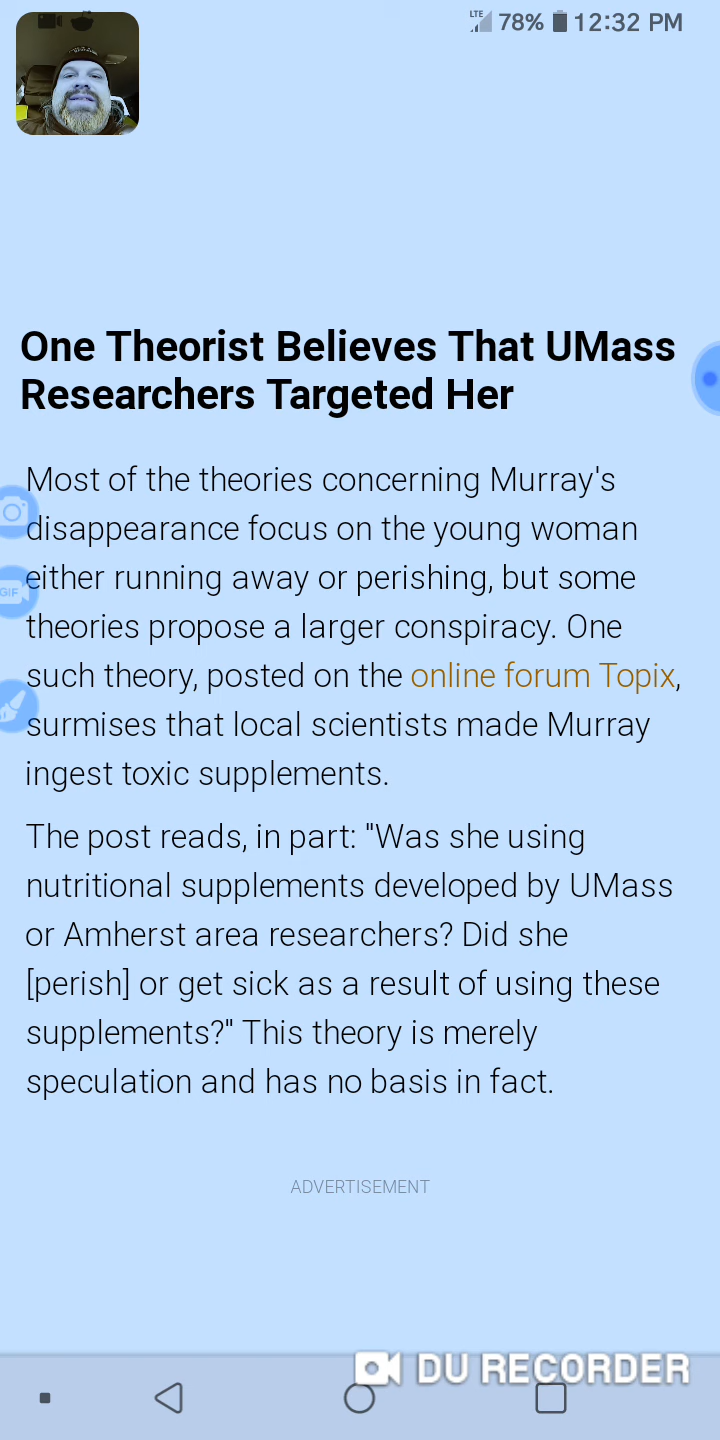 LTE 78% 12:32 PM
One Theorist Believes That UMass
Researchers Targeted Her
Most of the theories concerning Murray's
disappearance focus on the young woman
either running away or perishing, but some
theories propose a larger conspiracy. One
such theory, posted on the online forum Topix,
surmises that local scientists made Murray
ingest toxic supplements.
The post reads, in part: "Was she using
nutritional supplements developed by UMass
or Amherst area researchers? Did she
[perish] or get sick as a result of using these
supplements?" This theory is merely
speculation and has no basis in fact.
GIF
ADVERTISEMENT
DU RECORDER